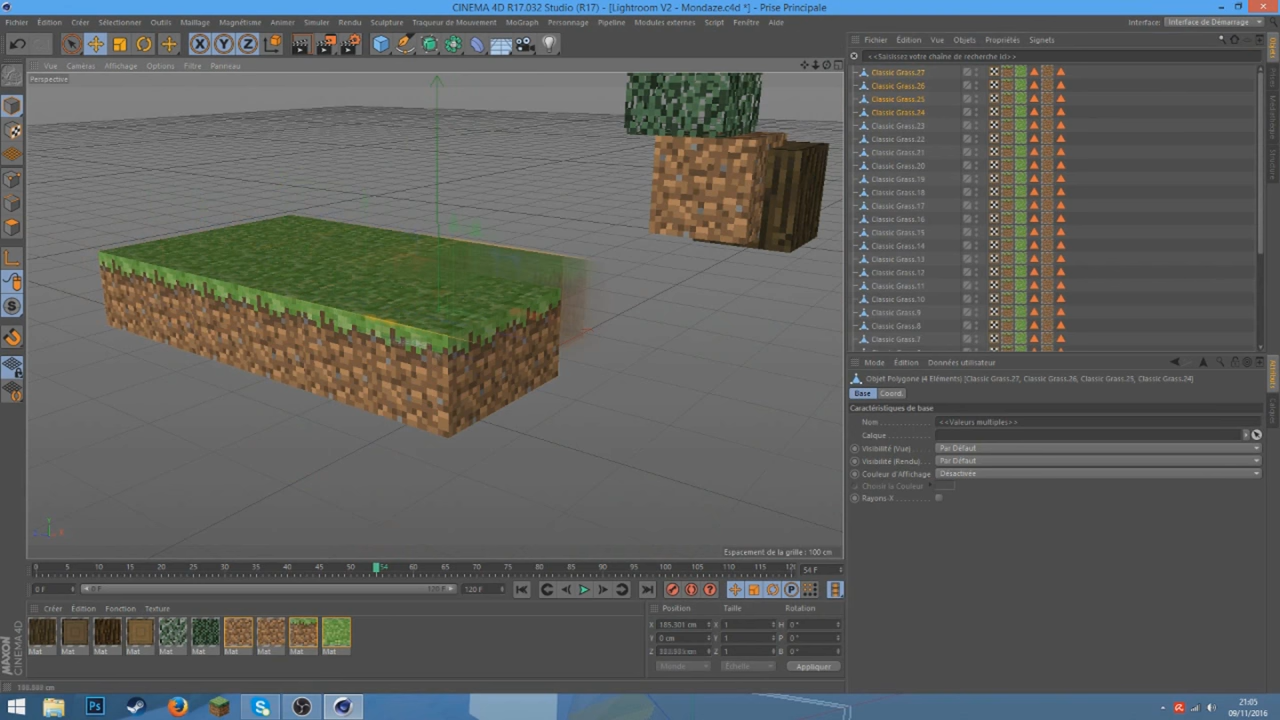 CINEMA 4D R17.032 Studio (R17) - [Lightroom V2 - Mondaze.c4d *] - Prise Principale
Fichier Édition Créer Sélectionner Outils Maillage Magnétisme Animer Simuler Rendu Sculpture Traqueur de Mouvement MoGraph Personnage Pipeline Modules externes Script Fenêtre Aide Interface: Interface de Démarrage
Fichier Édition Vue Objets Propriétés Signets
<<Saisissez votre chaîne de recherche ici>>
Vue Caméras Affichage Options Filtre Panneau
Perspective
Classic Grass.27
Classic Grass.26
Classic Grass.25
Classic Grass.24
Classic Grass.23
Classic Grass.22
Classic Grass.21
Classic Grass.20
Classic Grass.19
Classic Grass.18
Classic Grass.17
Classic Grass.16
Classic Grass.15
Classic Grass.14
Classic Grass.13
Classic Grass.12
Classic Grass.11
Classic Grass.10
Classic Grass.9
Classic Grass.8
Classic Grass.7
Mode Édition Données utilisateur
Objet Polygone (4 Eléments) [Classic Grass.27, Classic Grass.26, Classic Grass.25, Classic Grass.24]
Base Coord.
Caractéristiques de base
Nom <<Valeurs multiples>>
Calque
Visibilité (Vue) Par Défaut
Visibilité (Rendu) Par Défaut
Couleur d'Affichage Désactivée
Choisir la Couleur
Rayons-X
Espacement de la grille : 100 cm
0 5 10 15 20 25 30 35 40 45 50 54 60 65 70 75 80 85 90 95 100 105 110 115 54 F
0 F 0 F 120 F 120 F
Créer Edition Fonction Texture
Mat Mat Mat Mat Mat Mat Mat Mat Mat Mat
Position Taille Rotation
X 185.301 cm X 1 H 0 °
Y 0 cm Y 1 P 0 °
Z Z 1 B 0 °
Monde Échelle Appliquer
MAXON
CINEMA 4D
21:05
09/11/2016